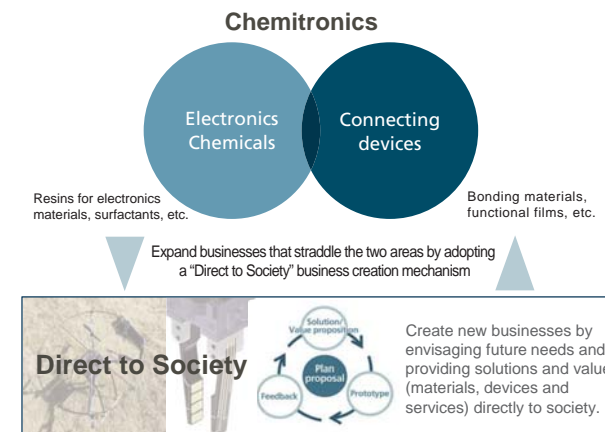 Chemitronics
Electronics
Chemicals
Connecting
devices
Resins for electronics
materials, surfactants, etc.
Bonding materials,
functional films, etc.
Expand businesses that straddle the two areas by adopting
a “Direct to Society” business creation mechanism
Direct to Society
Solution/
Value proposition
Plan
proposal
Feedback
Prototype
Create new businesses by
envisaging future needs and
providing solutions and value
(materials, devices and
services) directly to society.